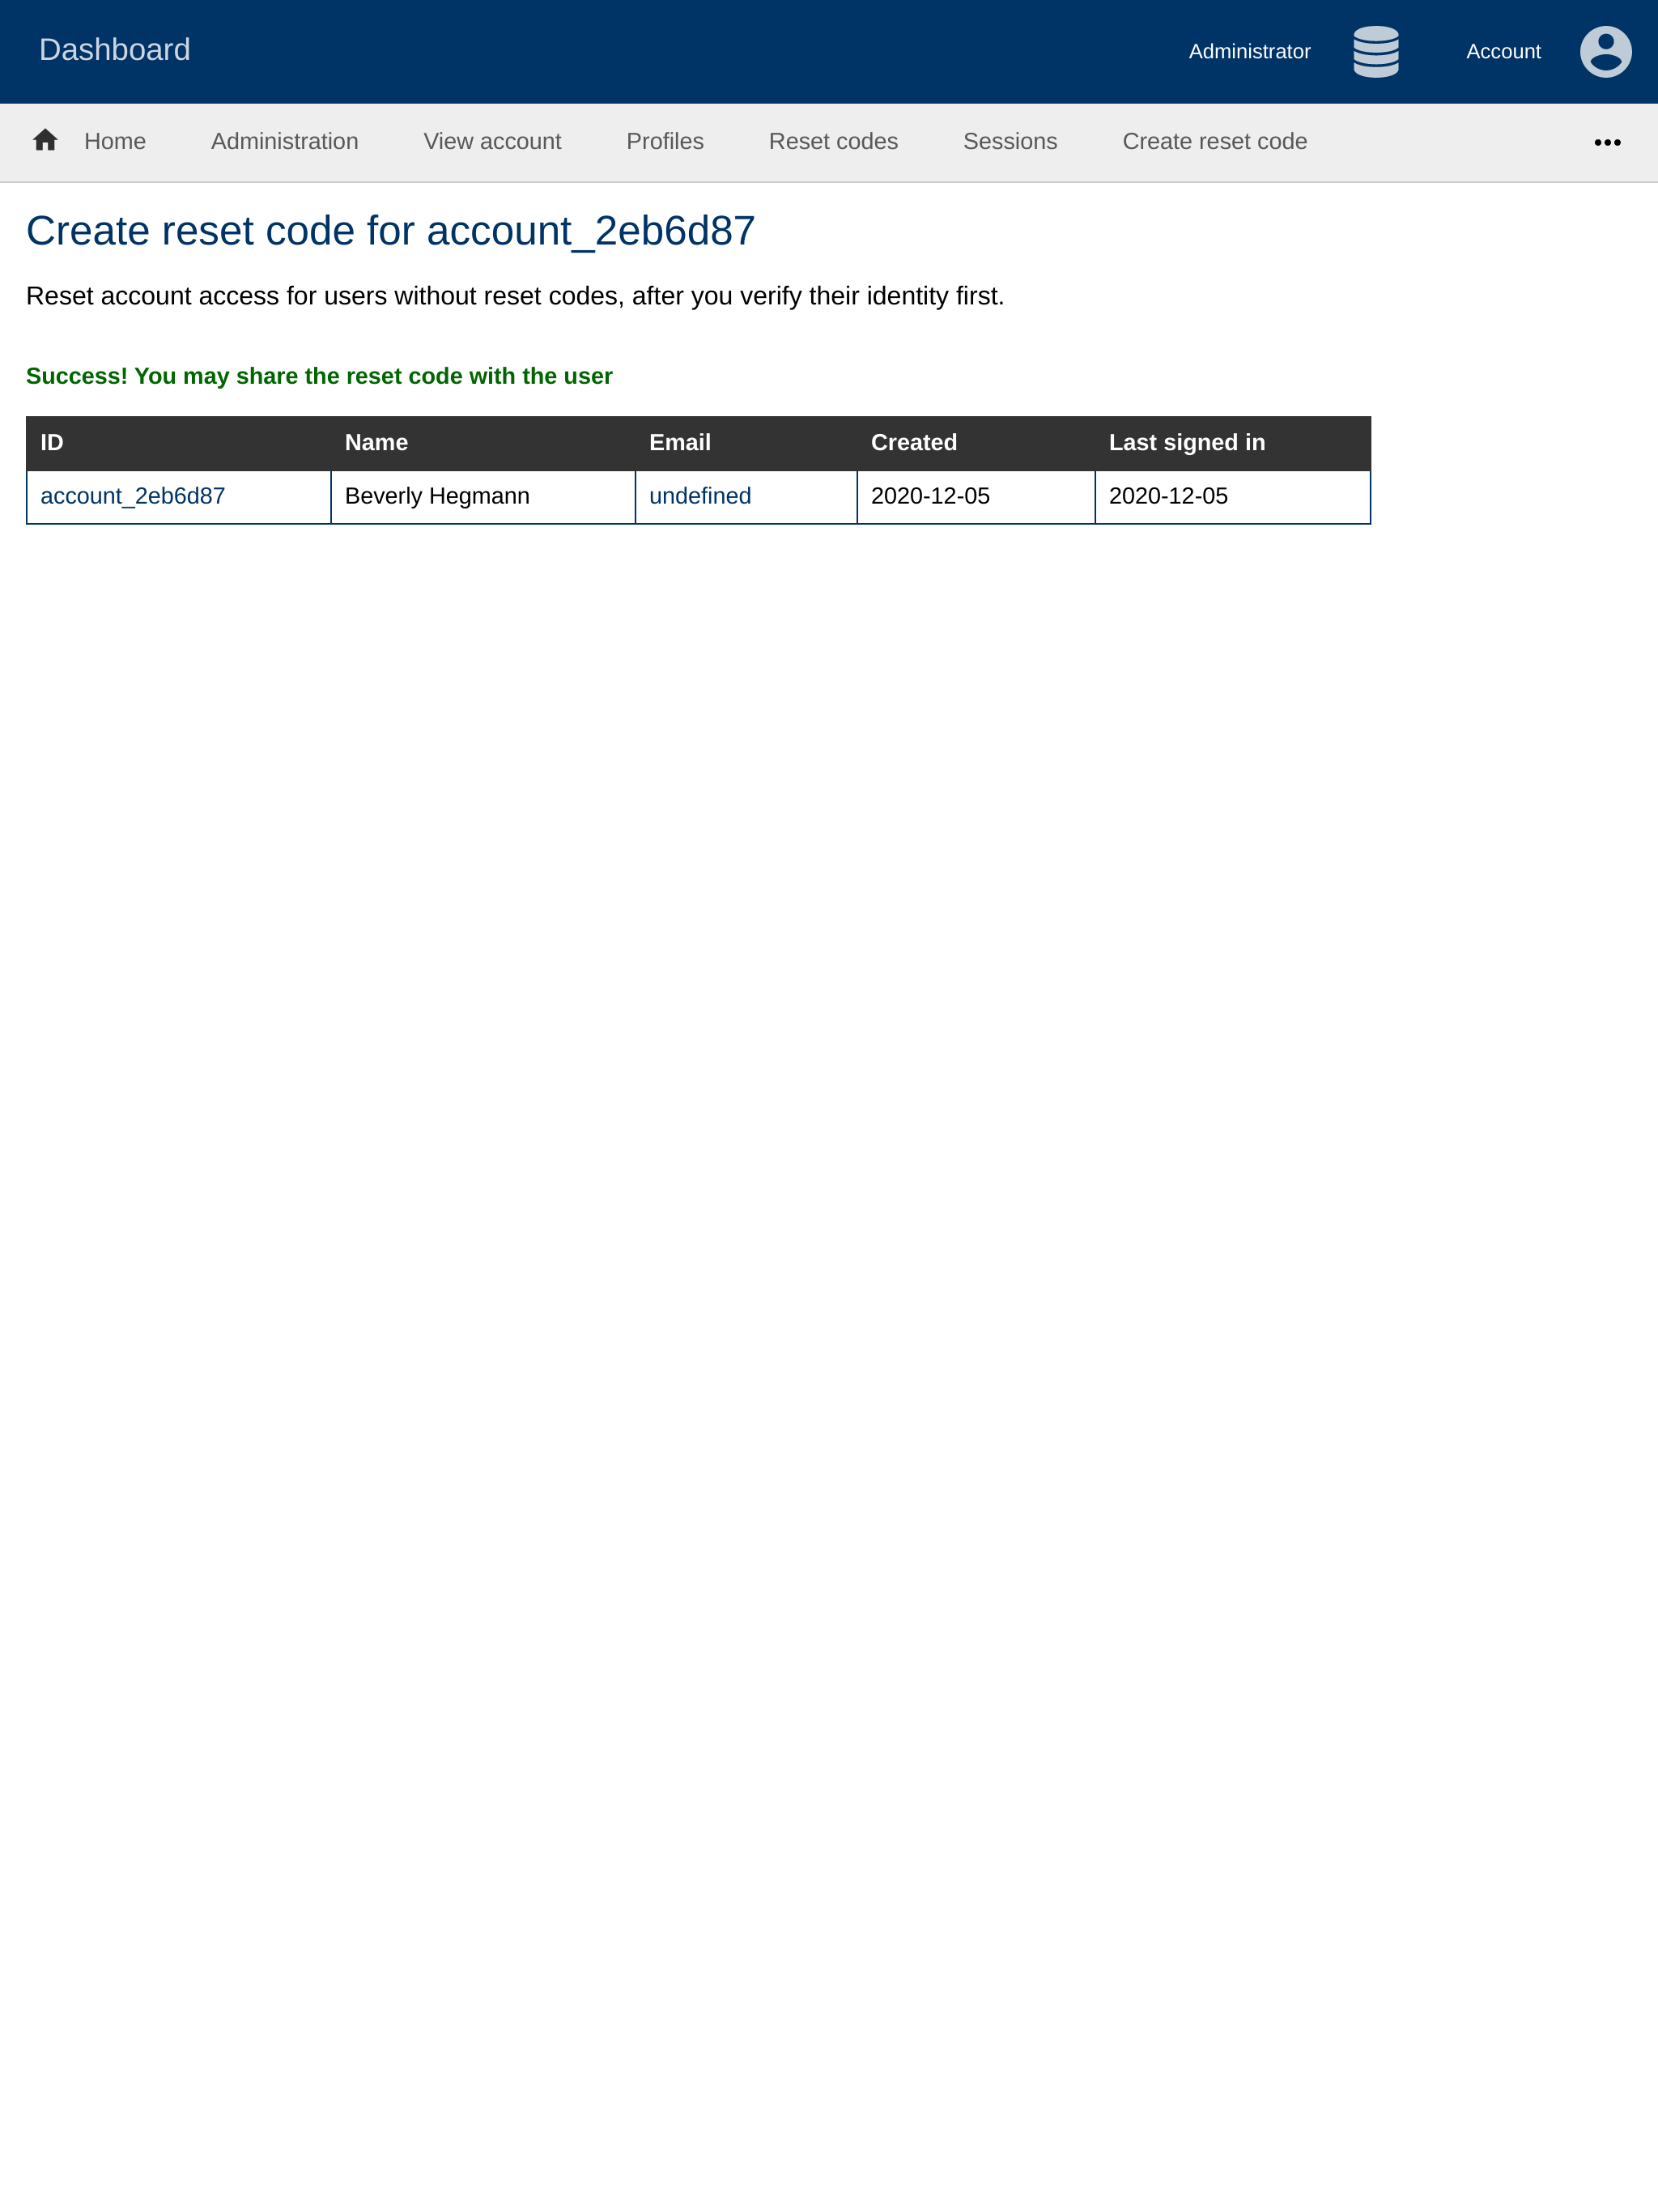 Dashboard Administrator Account
Home Administration View account Profiles Reset codes Sessions Create reset code •••
Create reset code for account_2eb6d87
Reset account access for users without reset codes, after you verify their identity first.
Success! You may share the reset code with the user
ID Name Email Created Last signed in
account_2eb6d87 Beverly Hegmann undefined 2020-12-05 2020-12-05